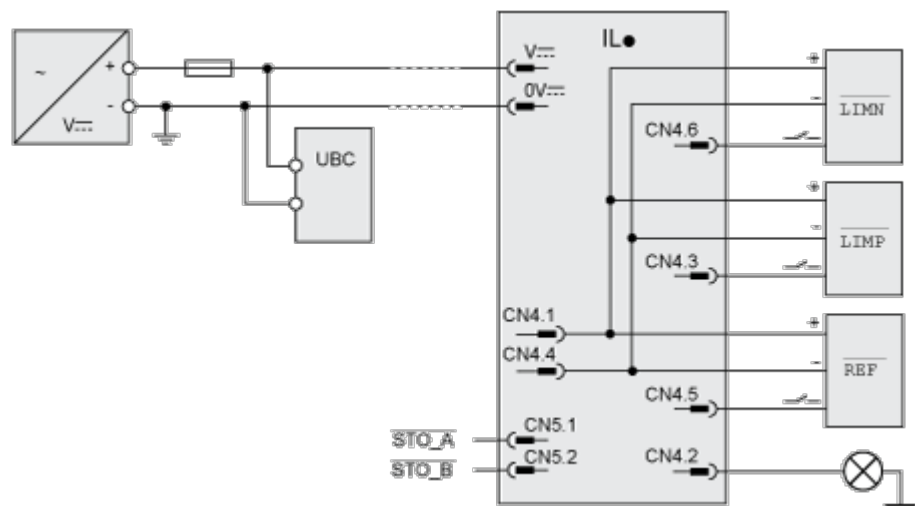 ~
+
-
V⎓
UBC
IL●
V⎓
0V⎓
CN4.6
CN4.3
CN4.1
CN4.4
CN4.5
CN5.1
CN5.2
CN4.2
STO_A
STO_B
+
-
LIMN
+
-
LIMP
+
-
REF